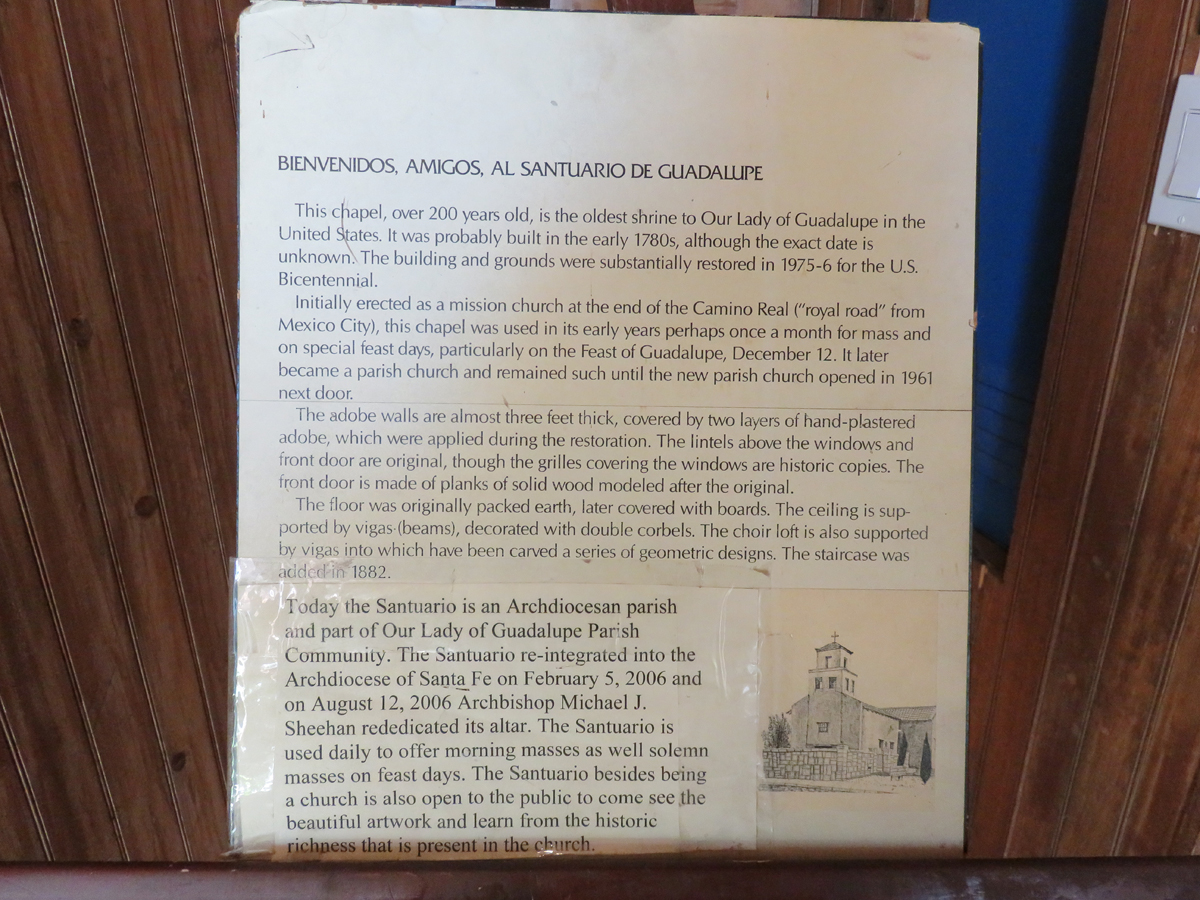 BIENVENIDOS, AMIGOS, AL SANTUARIO DE GUADALUPE
This chapel, over 200 years old, is the oldest shrine to Our Lady of Guadalupe in the
United States. It was probably built in the early 1780s, although the exact date is
unknown. The building and grounds were substantially restored in 1975-6 for the U.S.
Bicentennial.
Initially erected as a mission church at the end of the Camino Real ("royal road" from
Mexico City), this chapel was used in its early years perhaps once a month for mass and
on special feast days, particularly on the Feast of Guadalupe, December 12. It later
became a parish church and remained such until the new parish church opened in 1961
next door.
The adobe walls are almost three feet thick, covered by two layers of hand-plastered
adobe, which were applied during the restoration. The lintels above the windows and
front door are original, though the grilles covering the windows are historic copies. The
front door is made of planks of solid wood modeled after the original.
The floor was originally packed earth, later covered with boards. The ceiling is sup-
ported by vigas (beams), decorated with double corbels. The choir loft is also supported
by vigas into which have been carved a series of geometric designs. The staircase was
added in 1882.
Today the Santuario is an Archdiocesan parish
and part of Our Lady of Guadalupe Parish
Community. The Santuario re-integrated into the
Archdiocese of Santa Fe on February 5, 2006 and
on August 12, 2006 Archbishop Michael J.
Sheehan rededicated its altar. The Santuario is
used daily to offer morning masses as well solemn
masses on feast days. The Santuario besides being
a church is also open to the public to come see the
beautiful artwork and learn from the historic
richness that is present in the church.